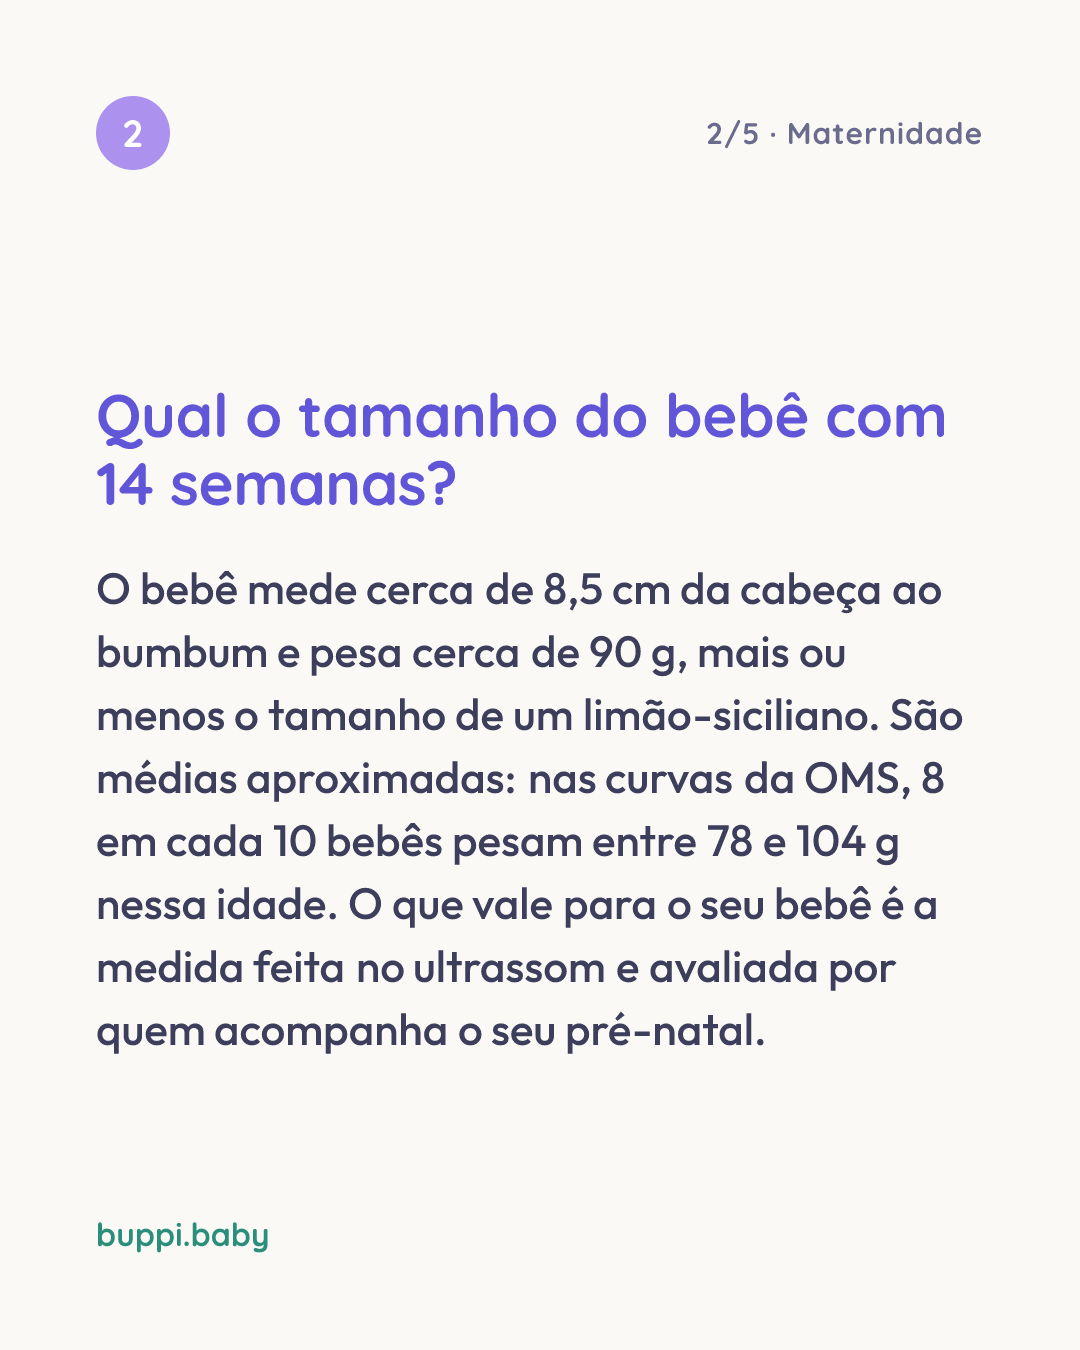 2
2/5 · Maternidade
Qual o tamanho do bebê com
14 semanas?
O bebê mede cerca de 8,5 cm da cabeça ao
bumbum e pesa cerca de 90 g, mais ou
menos o tamanho de um limão-siciliano. São
médias aproximadas: nas curvas da OMS, 8
em cada 10 bebês pesam entre 78 e 104 g
nessa idade. O que vale para o seu bebê é a
medida feita no ultrassom e avaliada por
quem acompanha o seu pré-natal.
buppi.baby